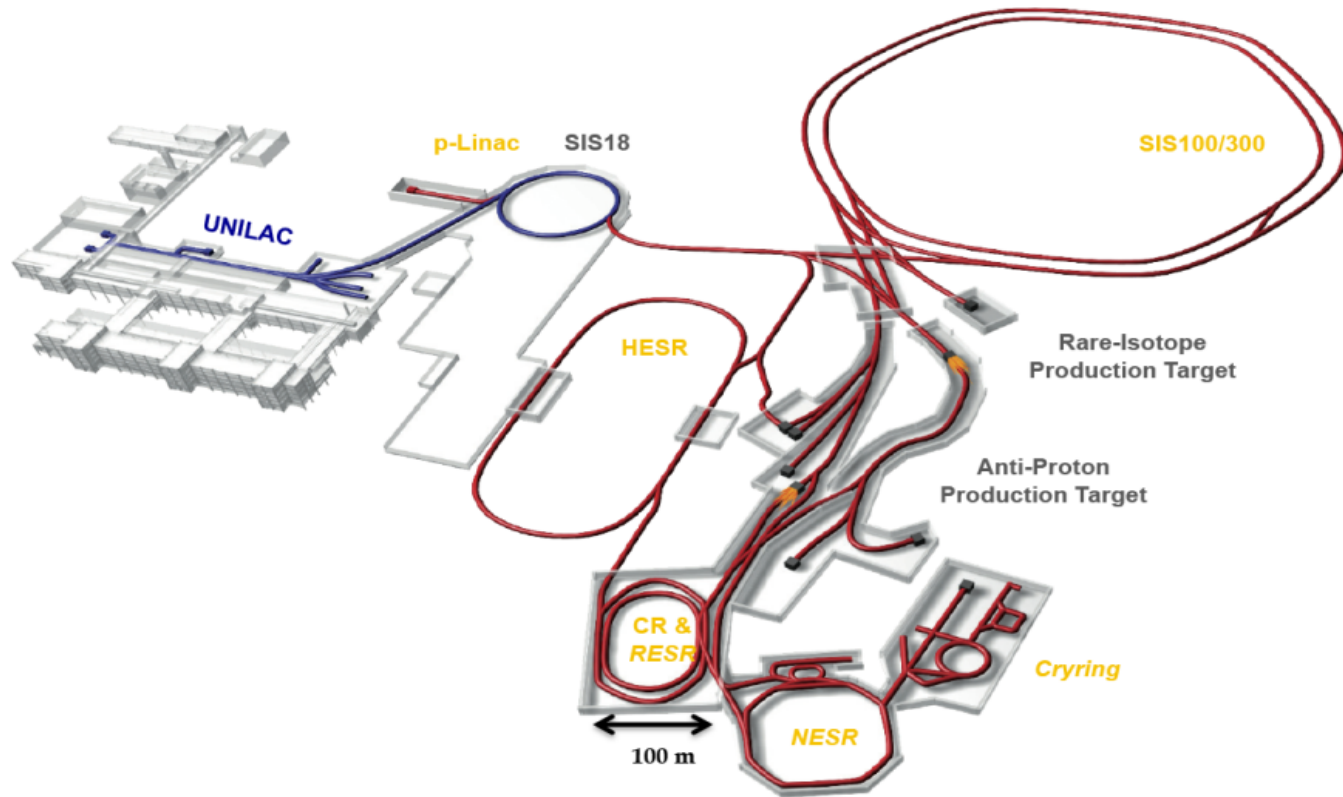 p-Linac
SIS18
SIS100/300
UNILAC
HESR
Rare-Isotope
Production Target
Anti-Proton
Production Target
CR &
RESR
Cryring
NESR
100 m